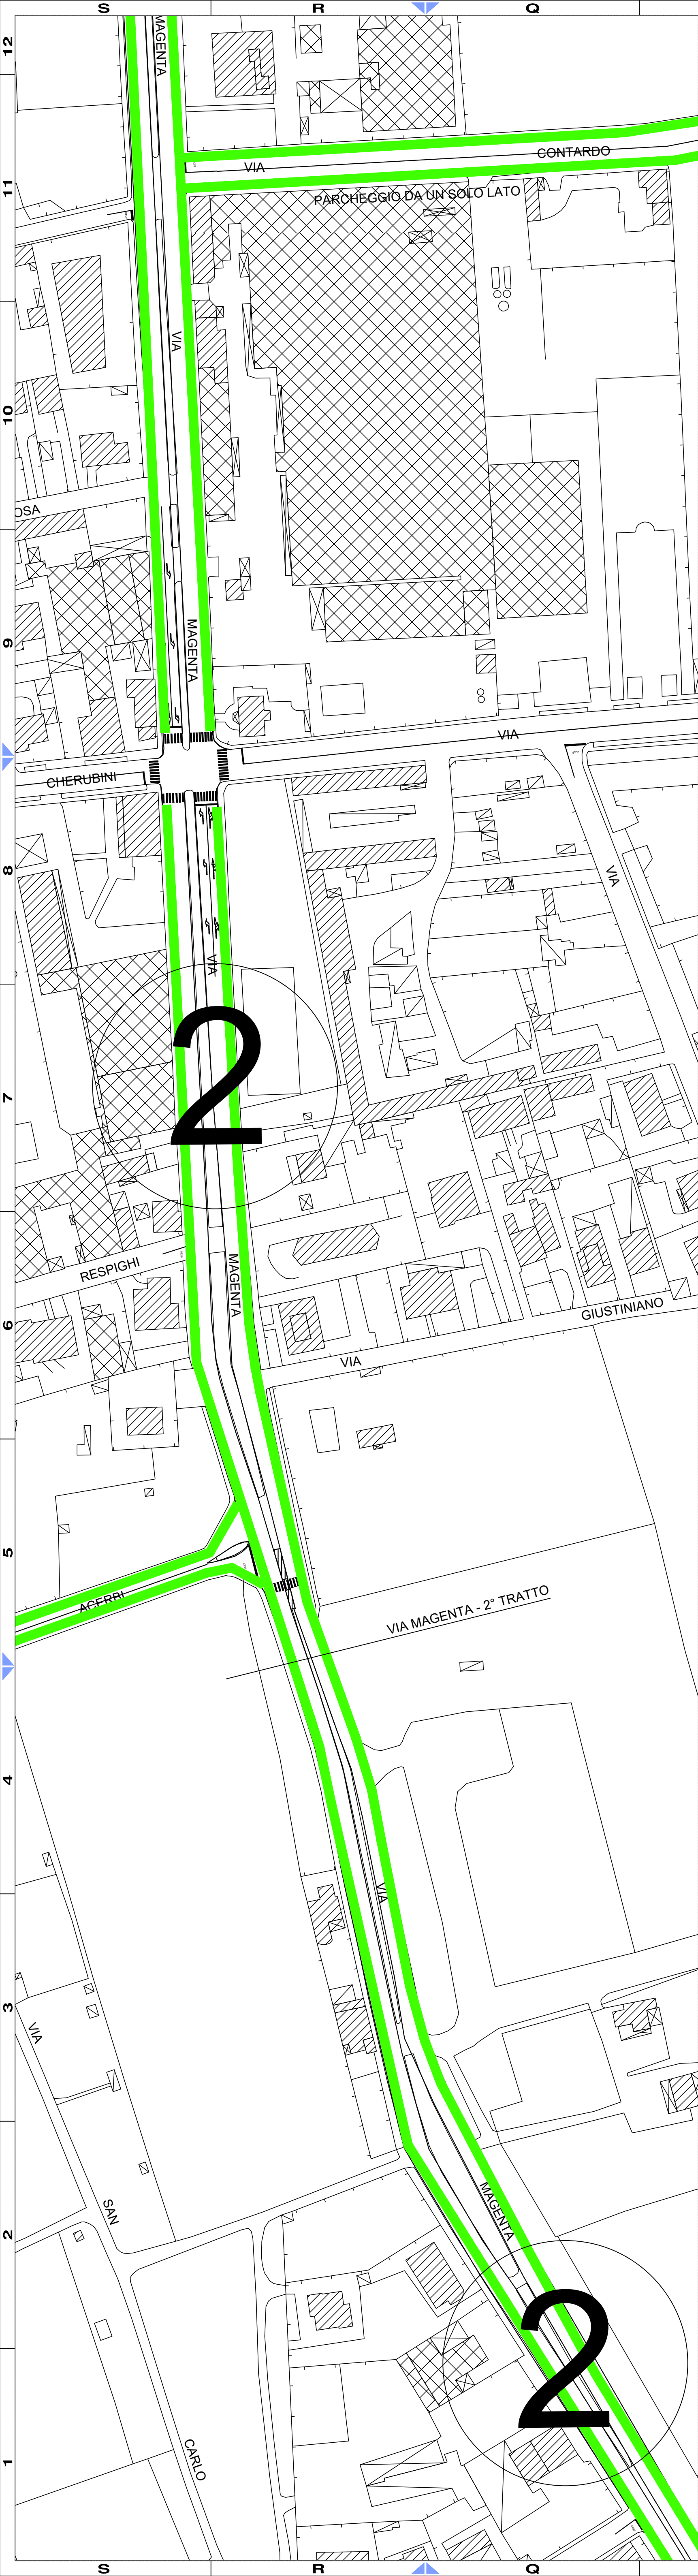 S R Q
12
MAGENTA
CONTARDO
VIA
11
PARCHEGGIO DA UN SOLO LATO
VIA
10
OSA
9
MAGENTA
VIA
CHERUBINI
8
VIA
VIA
2
7
RESPIGHI
MAGENTA
GIUSTINIANO
6
VIA
5
ACERBI
VIA MAGENTA - 2° TRATTO
4
VIA
3
VIA
SAN
MAGENTA
2
2
CARLO
1
S R Q